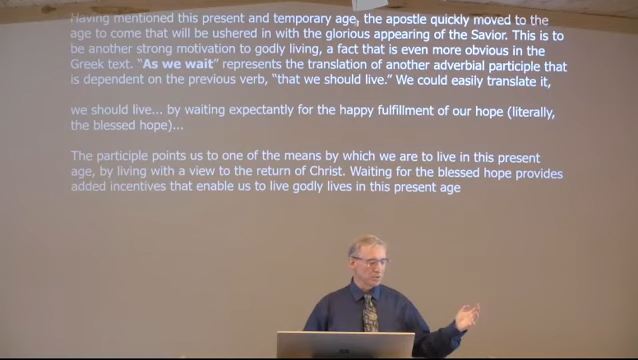 Having mentioned this present and temporary age, the apostle quickly moved to the
age to come that will be ushered in with the glorious appearing of the Savior. This is to
be another strong motivation to godly living, a fact that is even more obvious in the
Greek text. “As we wait” represents the translation of another adverbial participle that
is dependent on the previous verb, “that we should live.” We could easily translate it,
we should live... by waiting expectantly for the happy fulfillment of our hope (literally,
the blessed hope)...
The participle points us to one of the means by which we are to live in this present
age, by living with a view to the return of Christ. Waiting for the blessed hope provides
added incentives that enable us to live godly lives in this present age